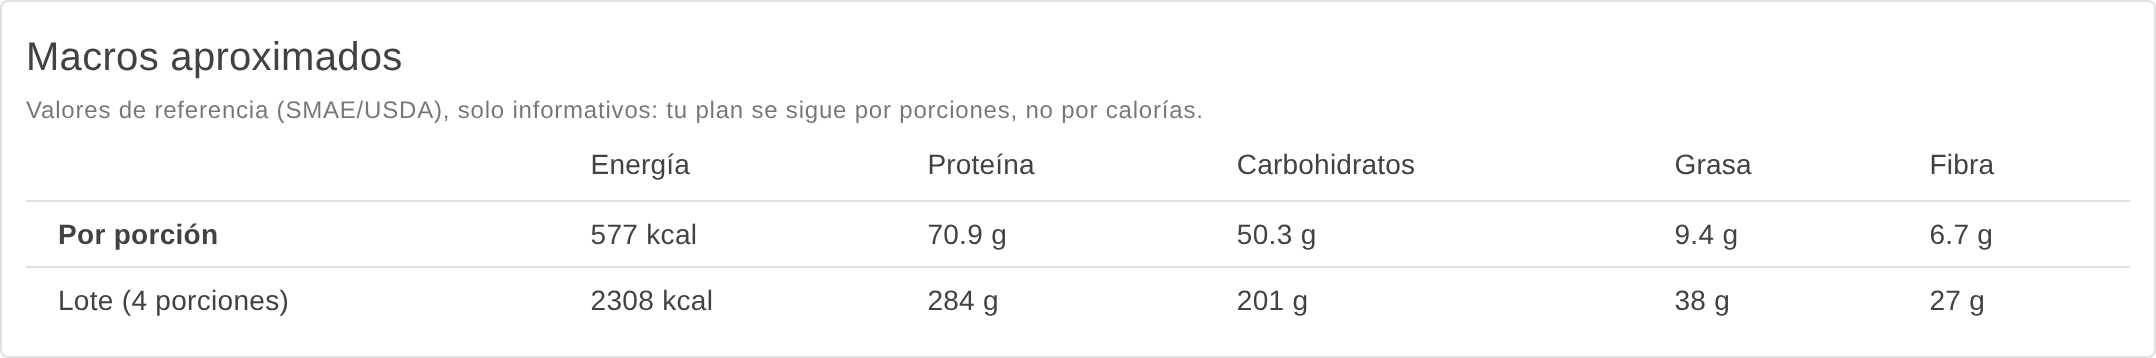 Macros aproximados
Valores de referencia (SMAE/USDA), solo informativos: tu plan se sigue por porciones, no por calorías.
Energía Proteína Carbohidratos Grasa Fibra
Por porción 577 kcal 70.9 g 50.3 g 9.4 g 6.7 g
Lote (4 porciones) 2308 kcal 284 g 201 g 38 g 27 g